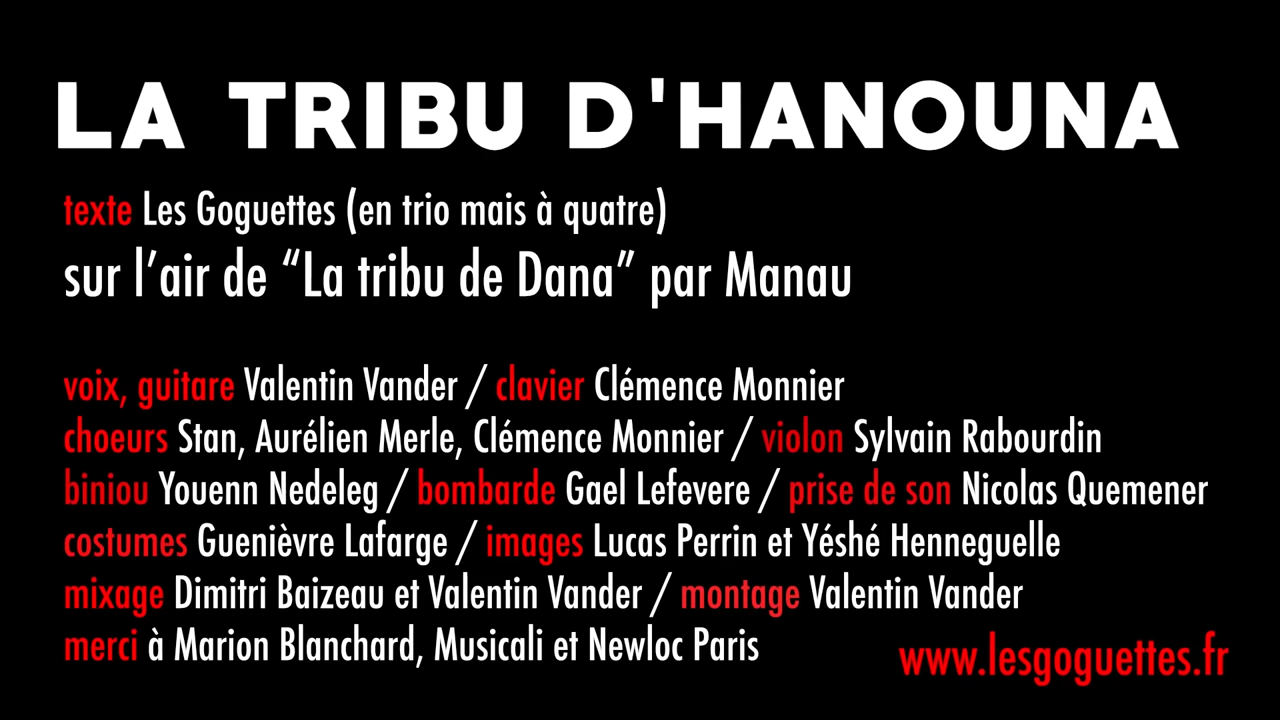 LA TRIBU D'HANOUNA
texte Les Goguettes (en trio mais à quatre)
sur l’air de “La tribu de Dana” par Manau
voix, guitare Valentin Vander / clavier Clémence Monnier
choeurs Stan, Aurélien Merle, Clémence Monnier / violon Sylvain Rabourdin
biniou Youenn Nedeleg / bombarde Gael Lefevere / prise de son Nicolas Quemener
costumes Guenièvre Lafarge / images Lucas Perrin et Yéshé Henneguelle
mixage Dimitri Baizeau et Valentin Vander / montage Valentin Vander
merci à Marion Blanchard, Musicali et Newloc Paris
www.lesgoguettes.fr